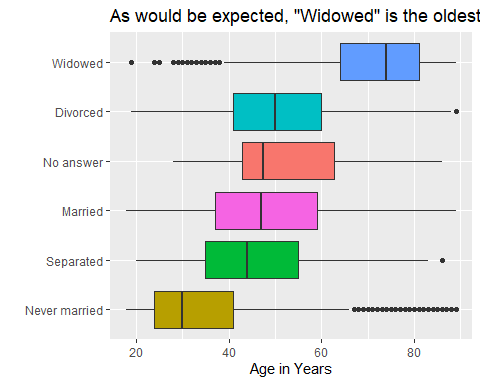 As would be expected, "Widowed" is the oldest
Widowed
Divorced
No answer
Married
Separated
Never married
20 40 60 80
Age in Years